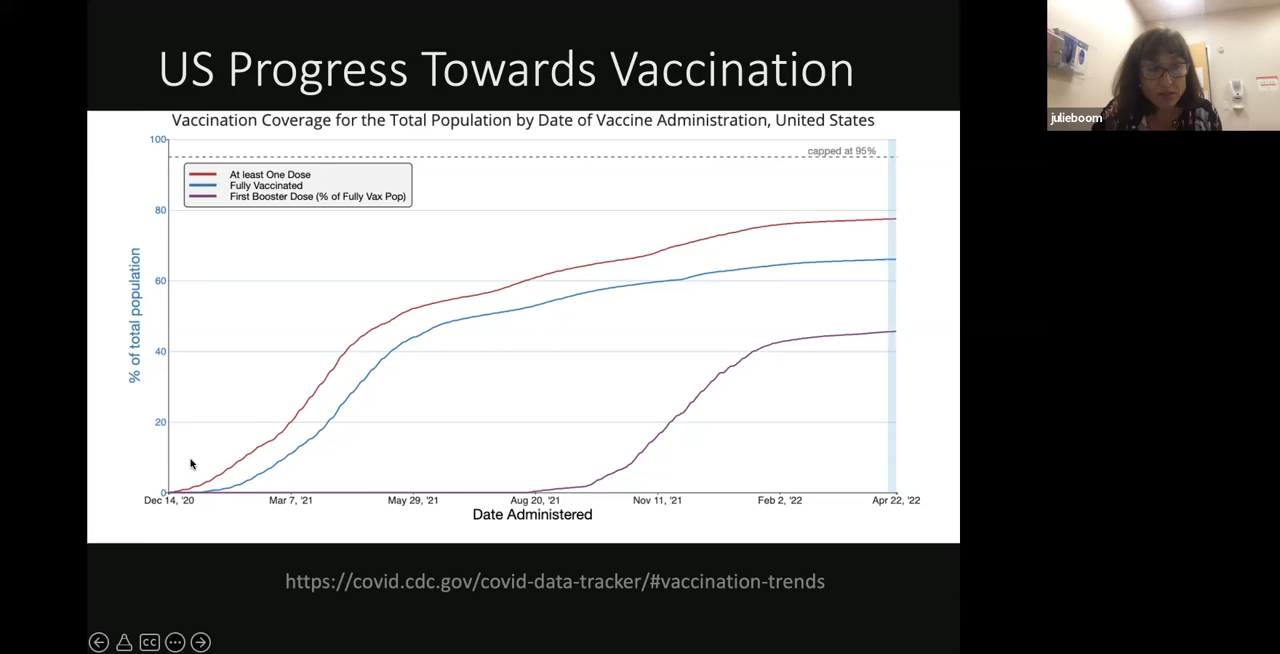 US Progress Towards Vaccination
julieboom
Vaccination Coverage for the Total Population by Date of Vaccine Administration, United States
capped at 95%
At least One Dose
Fully Vaccinated
First Booster Dose (% of Fully Vax Pop)
% of total population
100
80
60
40
20
0
Dec 14, '20 Mar 7, '21 May 29, '21 Aug 20, '21 Nov 11, '21 Feb 2, '22 Apr 22, '22
Date Administered
https://covid.cdc.gov/covid-data-tracker/#vaccination-trends
CC